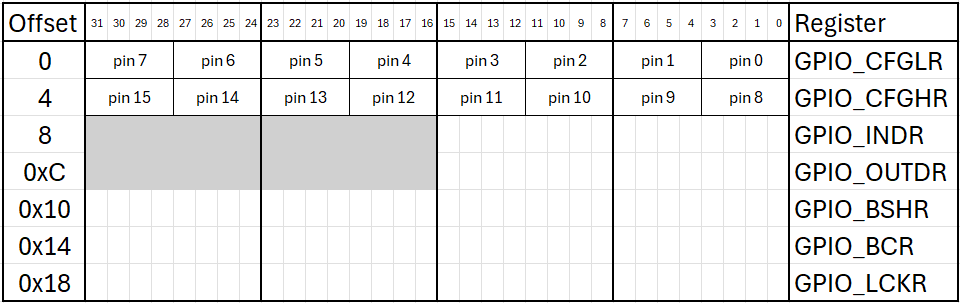 Offset 31 30 29 28 27 26 25 24 23 22 21 20 19 18 17 16 15 14 13 12 11 10 9 8 7 6 5 4 3 2 1 0 Register
0 pin 7 pin 6 pin 5 pin 4 pin 3 pin 2 pin 1 pin 0 GPIO_CFGLR
4 pin 15 pin 14 pin 13 pin 12 pin 11 pin 10 pin 9 pin 8 GPIO_CFGHR
8 GPIO_INDR
0xC GPIO_OUTDR
0x10 GPIO_BSHR
0x14 GPIO_BCR
0x18 GPIO_LCKR